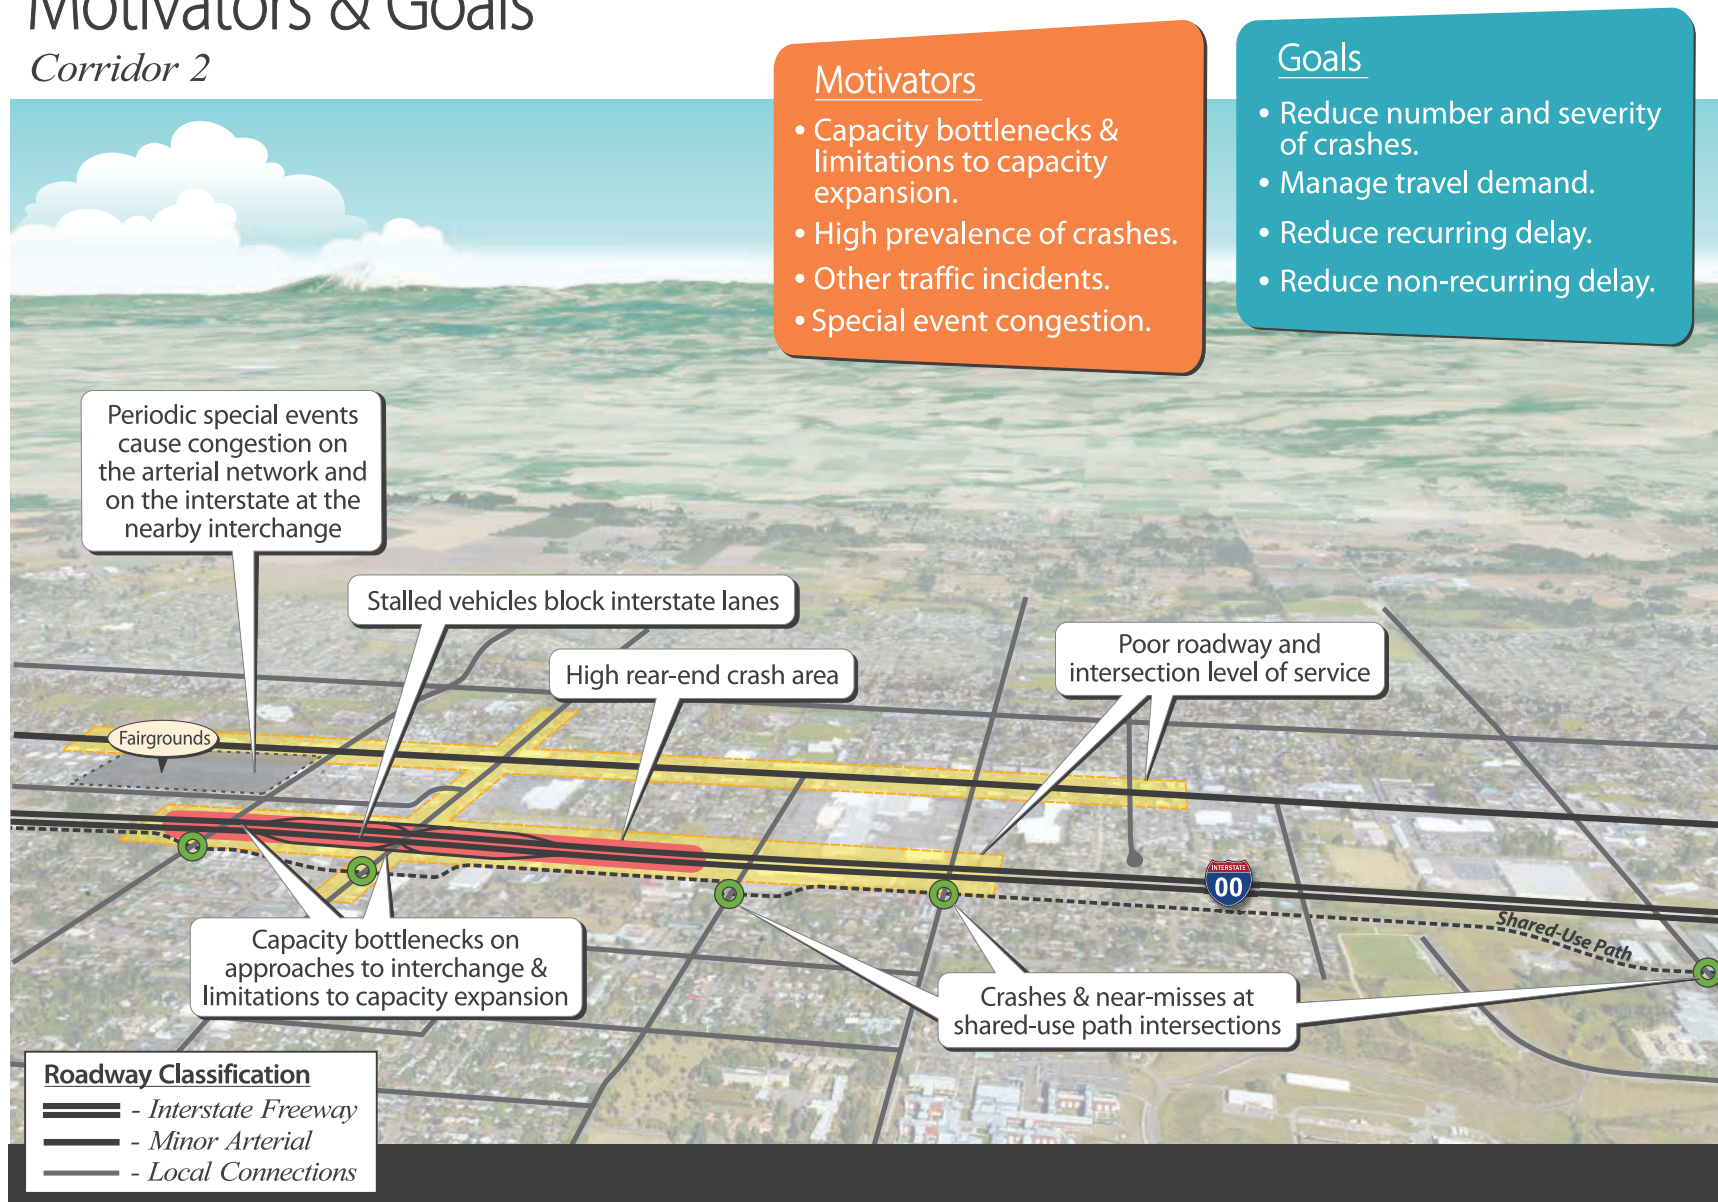 Motivators & Goals
Corridor 2
Motivators
• Capacity bottlenecks &
limitations to capacity
expansion.
• High prevalence of crashes.
• Other traffic incidents.
• Special event congestion.
Goals
• Reduce number and severity
of crashes.
• Manage travel demand.
• Reduce recurring delay.
• Reduce non-recurring delay.
Periodic special events
cause congestion on
the arterial network and
on the interstate at the
nearby interchange
Stalled vehicles block interstate lanes
High rear-end crash area
Poor roadway and
intersection level of service
Fairgrounds
INTERSTATE
00
Shared-Use Path
Capacity bottlenecks on
approaches to interchange &
limitations to capacity expansion
Crashes & near-misses at
shared-use path intersections
Roadway Classification
- Interstate Freeway
- Minor Arterial
- Local Connections